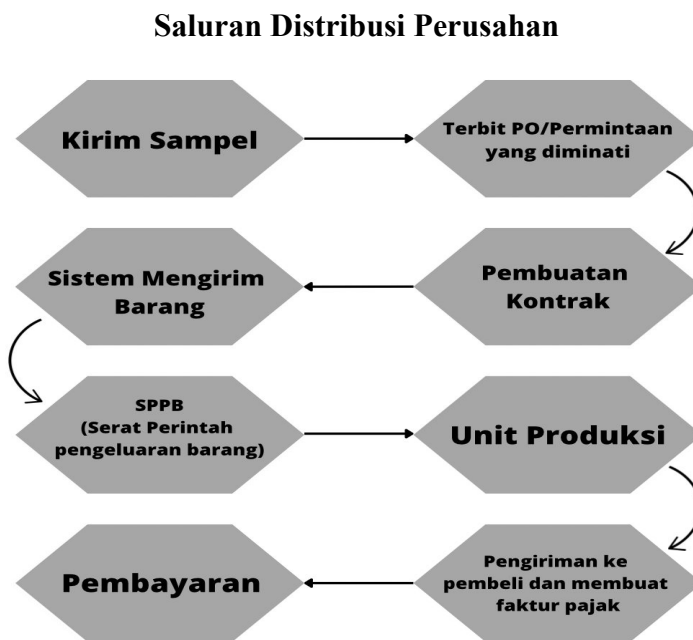 Saluran Distribusi Perusahan
Kirim Sampel
Terbit PO/Permintaan
yang diminati
Pembuatan
Kontrak
Sistem Mengirim
Barang
SPPB
(Serat Perintah
pengeluaran barang)
Unit Produksi
Pengiriman ke
pembeli dan membuat
faktur pajak
Pembayaran